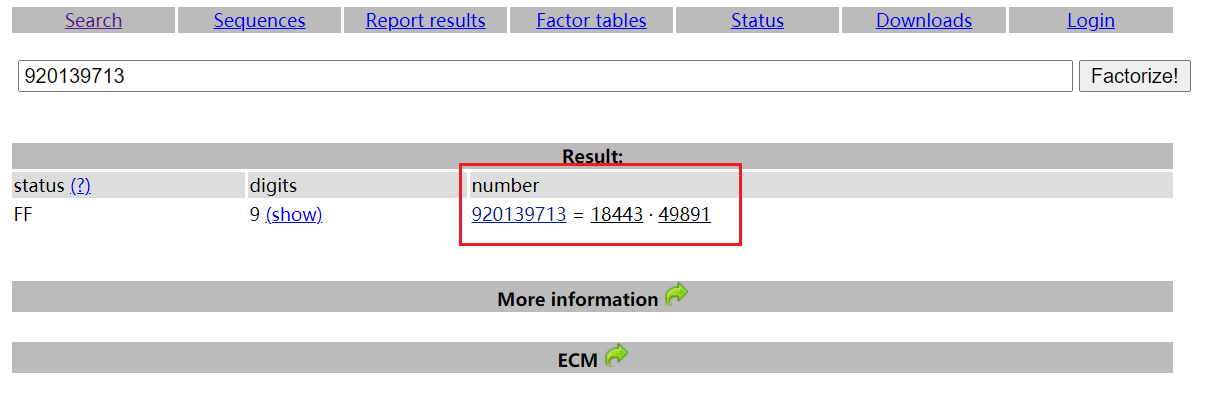 Search Sequences Report results Factor tables Status Downloads Login
920139713 Factorize!
Result:
status (?) digits number
FF 9 (show) 920139713 = 18443 · 49891
More information
ECM